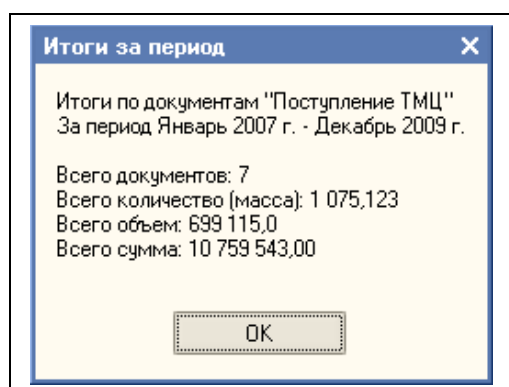 Итоги за период
Итоги по документам "Поступление ТМЦ"
За период Январь 2007 г. - Декабрь 2009 г.
Всего документов: 7
Всего количество (масса): 1 075,123
Всего объем: 699 115,0
Всего сумма: 10 759 543,00
OK